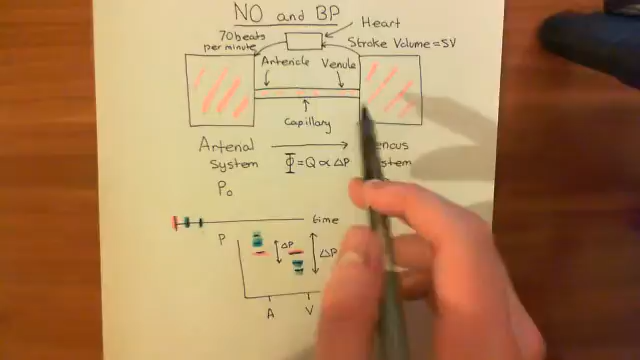 NO and BP
Heart
70 beats
per minute
Stroke Volume = SV
Arteriole
Venule
Capillary
Arterial
System
Φ = Q ∝ ΔP
P₀
time
P
ΔP
ΔP
A
V